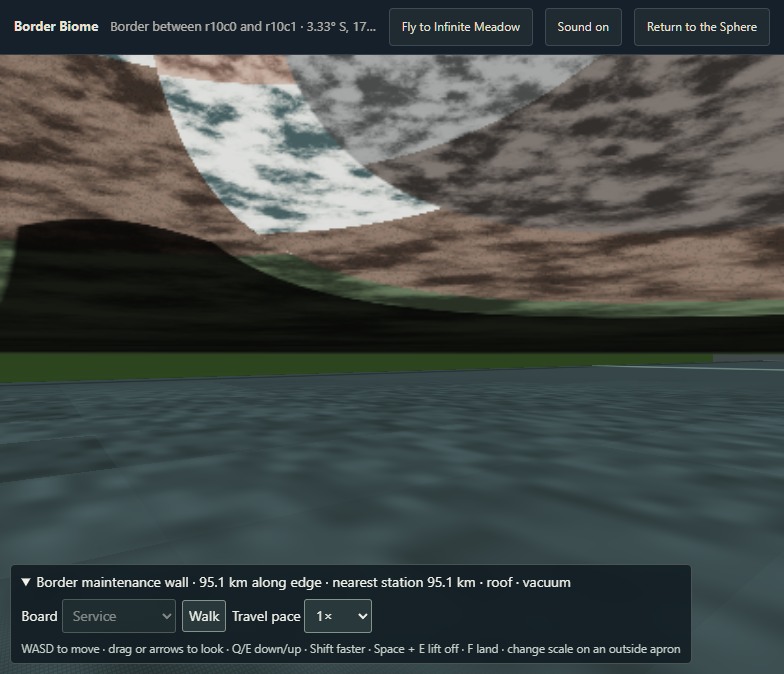 Border Biome Border between r10c0 and r10c1 · 3.33° S, 17... Fly to Infinite Meadow Sound on Return to the Sphere
▼ Border maintenance wall · 95.1 km along edge · nearest station 95.1 km · roof · vacuum
Board Service Walk Travel pace 1×
WASD to move · drag or arrows to look · Q/E down/up · Shift faster · Space + E lift off · F land · change scale on an outside apron